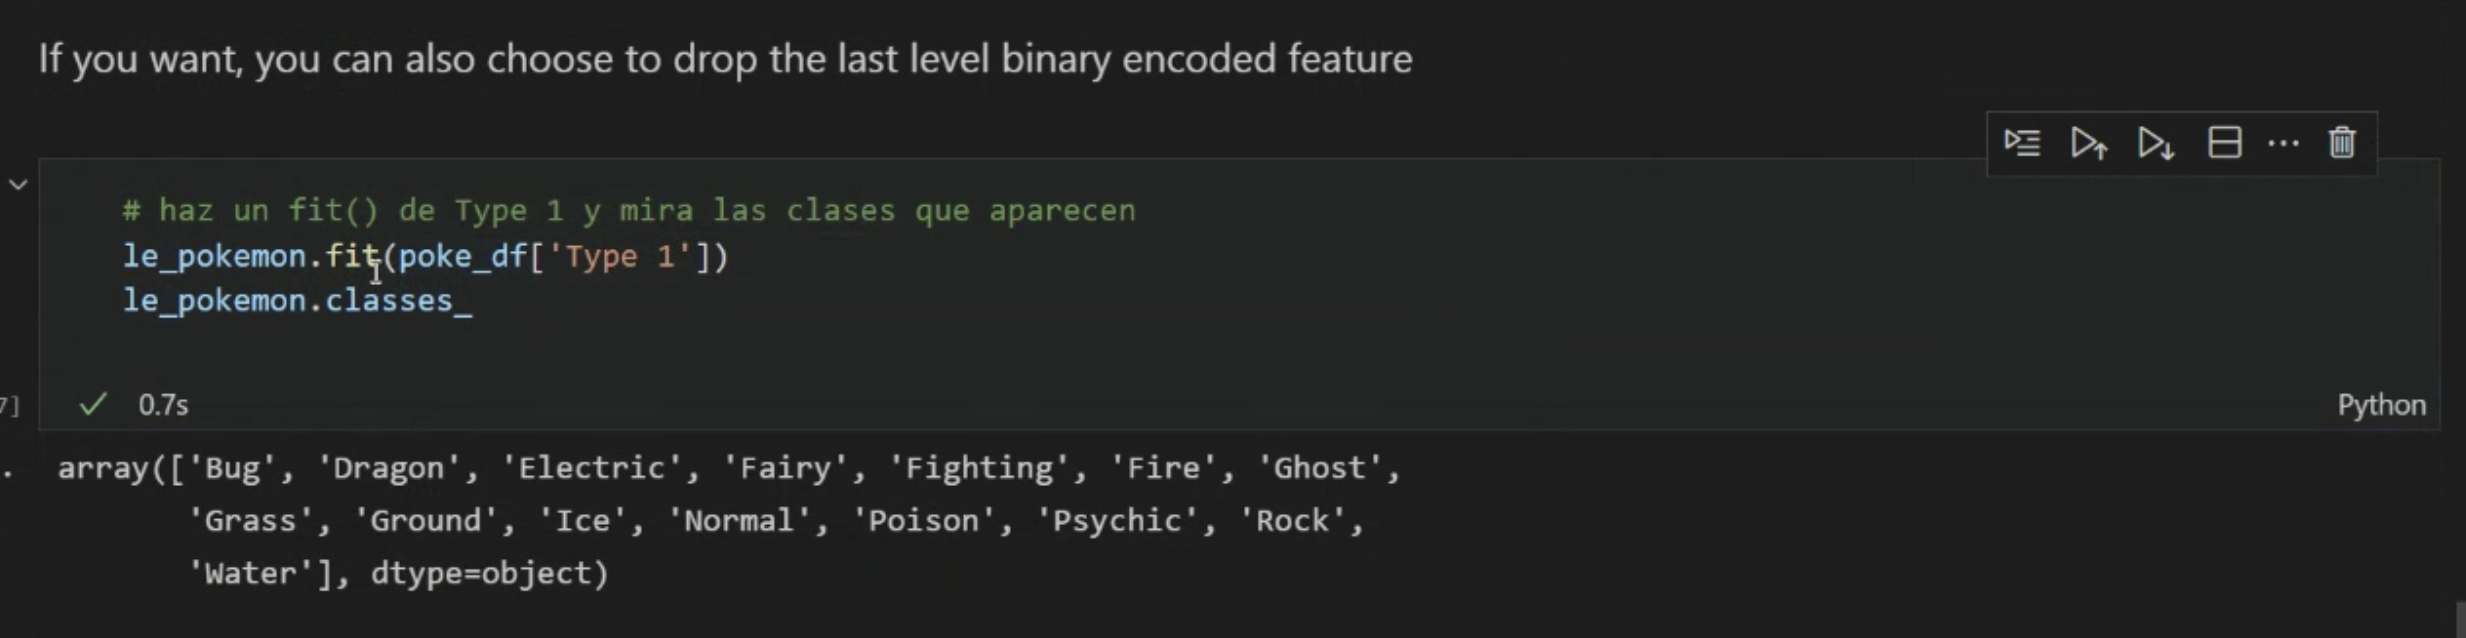 If you want, you can also choose to drop the last level binary encoded feature
# haz un fit() de Type 1 y mira las clases que aparecen
le_pokemon.fit(poke_df['Type 1'])
le_pokemon.classes_
7]
0.7s
Python
array(['Bug', 'Dragon', 'Electric', 'Fairy', 'Fighting', 'Fire', 'Ghost',
'Grass', 'Ground', 'Ice', 'Normal', 'Poison', 'Psychic', 'Rock',
'Water'], dtype=object)